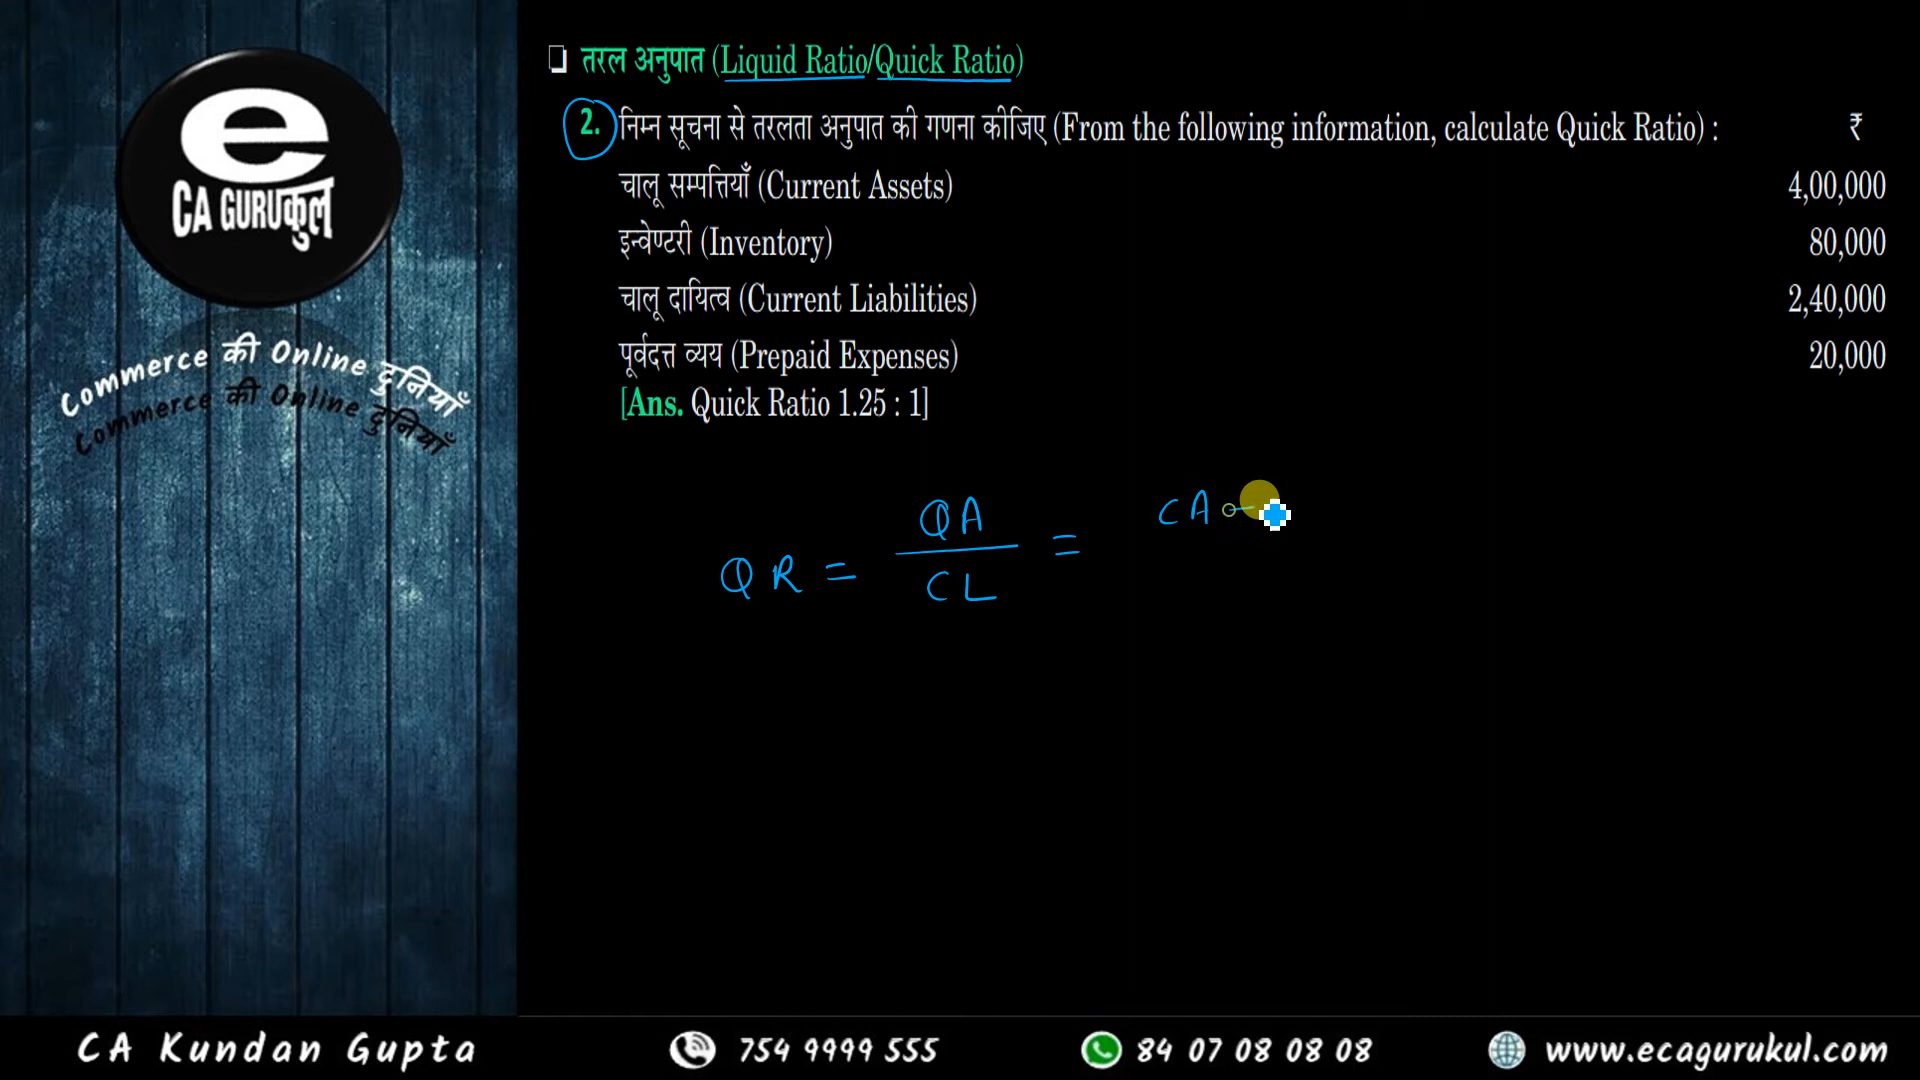 e
CA GURUकुल
Commerce की Online दुनियाँ
Commerce की Online दुनियाँ
❏ तरल अनुपात (Liquid Ratio/Quick Ratio)
2. निम्न सूचना से तरलता अनुपात की गणना कीजिए (From the following information, calculate Quick Ratio) : ₹
चालू सम्पत्तियाँ (Current Assets) 4,00,000
इन्वेण्टरी (Inventory) 80,000
चालू दायित्व (Current Liabilities) 2,40,000
पूर्वदत्त व्यय (Prepaid Expenses) 20,000
[Ans. Quick Ratio 1.25 : 1]
QA CA -
QR = =
CL
CA Kundan Gupta 754 9999 555 84 07 08 08 08 www.ecagurukul.com